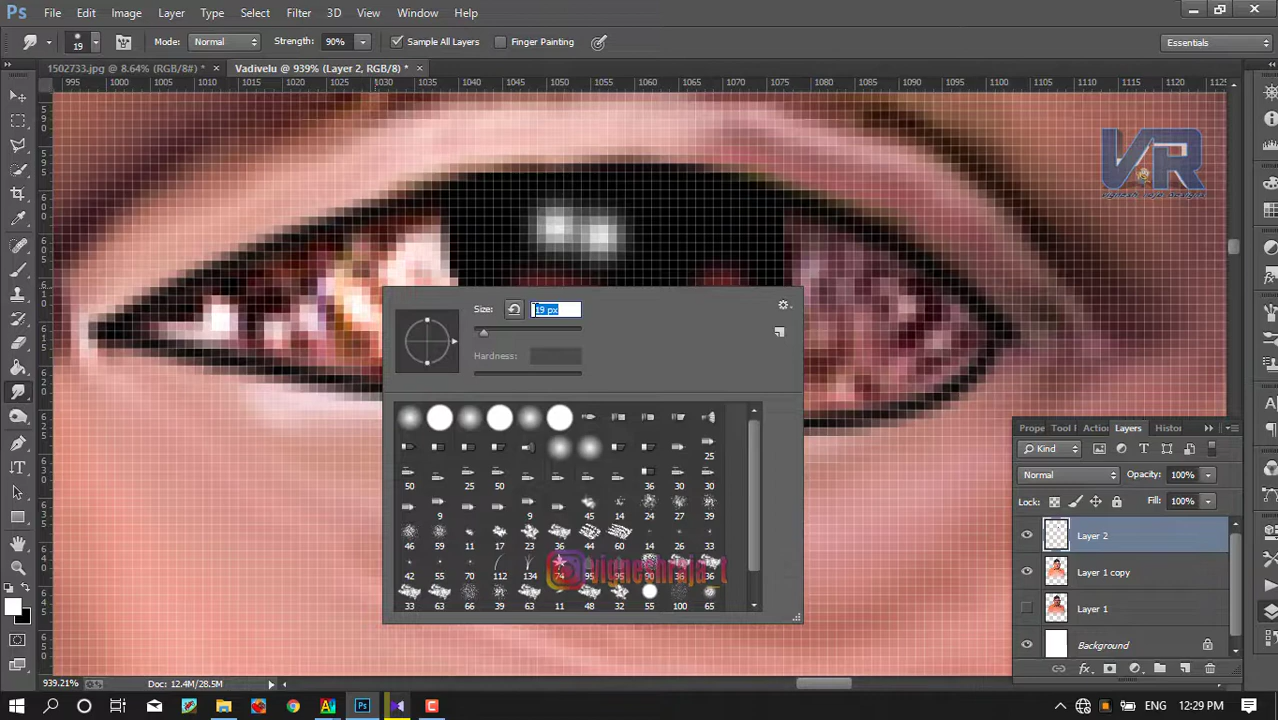 Ps File Edit Image Layer Type Select Filter 3D View Window Help
19 Mode: Normal Strength: 90% Sample All Layers Finger Painting Essentials
1502733.jpg @ 8.64% (RGB/8#) * × Vadivelu @ 939% (Layer 2, RGB/8) * ×
995 1000 1005 1010 1015 1020 1025 1030 1035 1040 1045 1050 1055 1060 1065 1070 1075 1080 1085 1090 1095 1100 1105 1110 1115 1120 1125
VR
vignesh raja designs
Size: 19 px
Hardness:
25
50 25 50 36 30 30
9 9 45 14 24 27 39
46 59 11 17 23 36 44 60 14 26 33
42 55 70 112 134 74 95 95 90 36 36
33 63 66 39 63 11 48 32 55 100 65
vigneshraja_t
Prope Tool I Action Layers Histor
Kind
Normal Opacity: 100%
Lock: Fill: 100%
Layer 2
Layer 1 copy
Layer 1
Background
fx
939.21% Doc: 12.4M/28.5M
12:29 PM